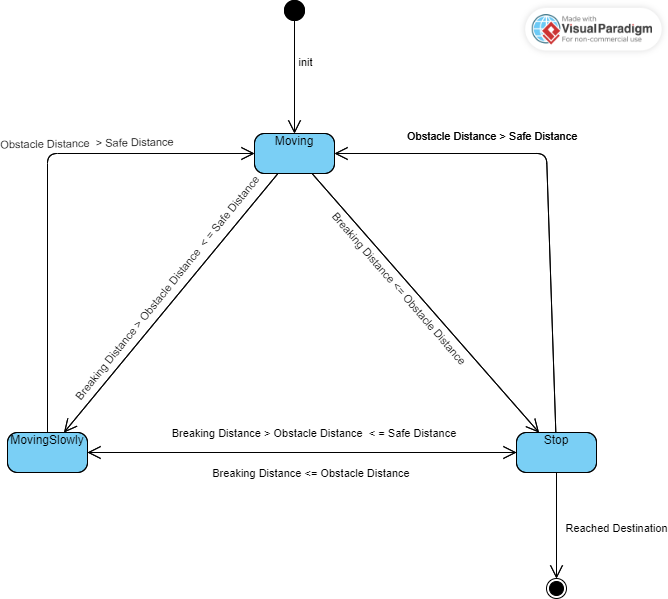 Made with
VisualParadigm
For non-commercial use
init
Obstacle Distance > Safe Distance
Moving
Obstacle Distance > Safe Distance
Breaking Distance > Obstacle Distance < = Safe Distance
Breaking Distance <= Obstacle Distance
MovingSlowly
Breaking Distance > Obstacle Distance < = Safe Distance
Stop
Breaking Distance <= Obstacle Distance
Reached Destination